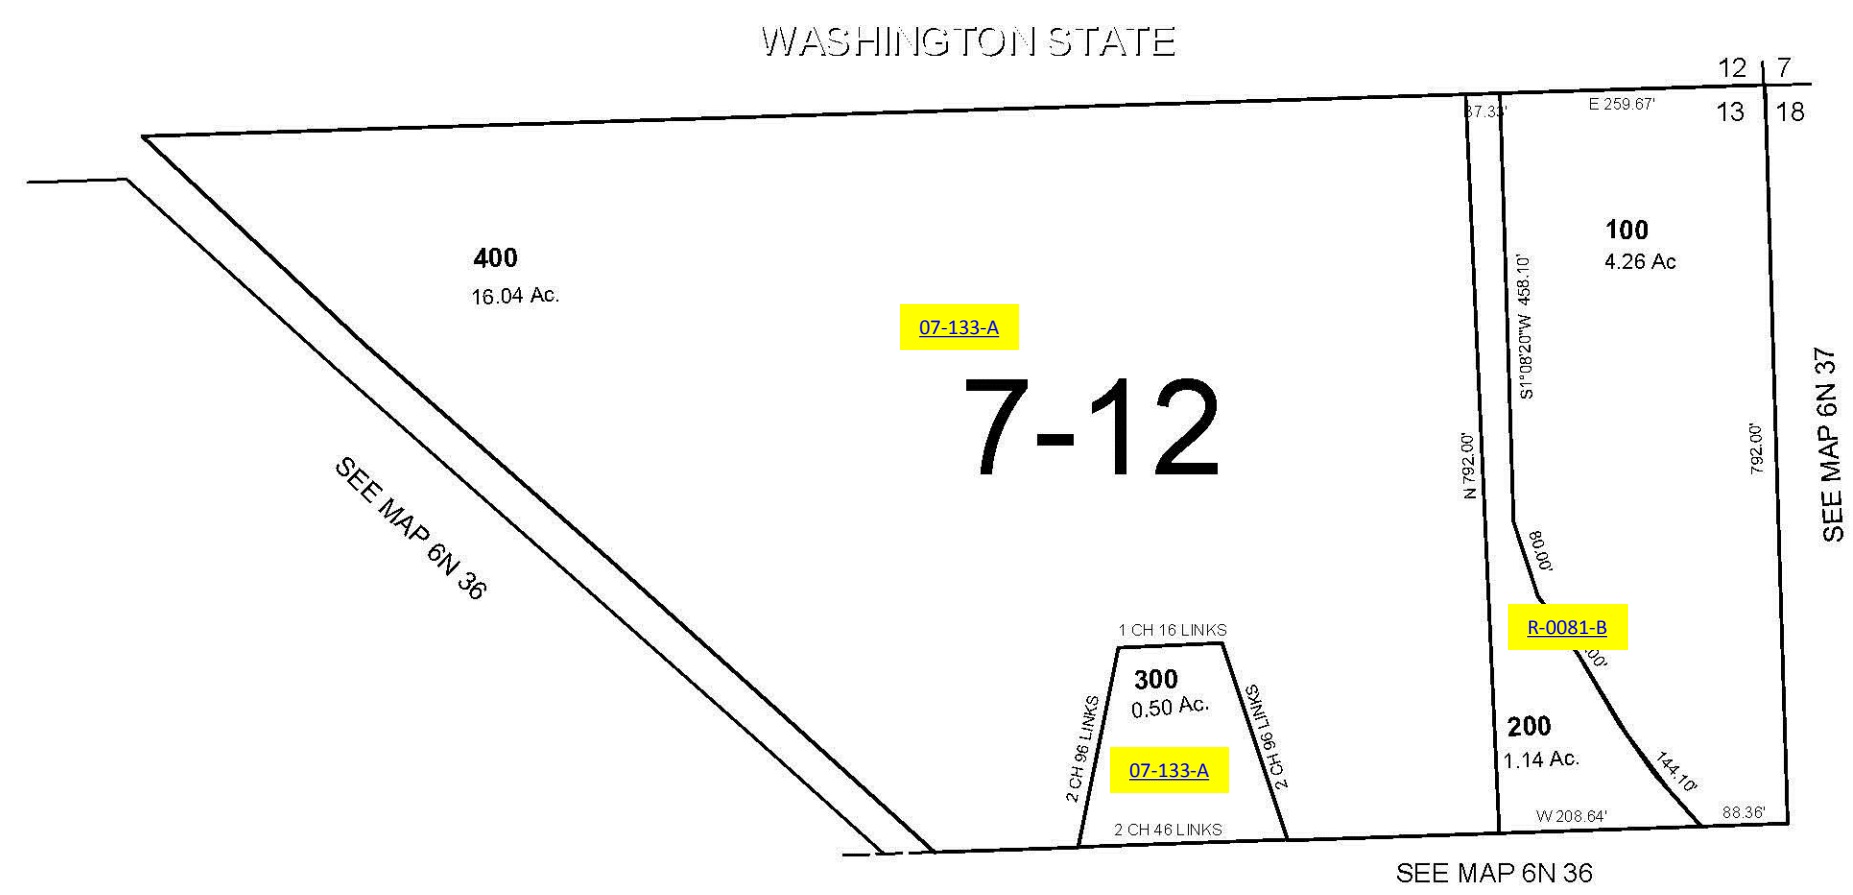 WASHINGTON STATE
12 7
13 18
E 259.67'
37.33'
100
4.26 Ac
400
16.04 Ac.
07-133-A
7-12
S1°08'20"W 458.10'
N 792.00'
792.00'
SEE MAP 6N 37
SEE MAP 6N 36
80.00'
R-0081-B
1 CH 16 LINKS
300
0.50 Ac.
2 CH 96 LINKS
2 CH 96 LINKS
07-133-A
2 CH 46 LINKS
200
1.14 Ac.
144.10'
W 208.64'
88.36'
SEE MAP 6N 36